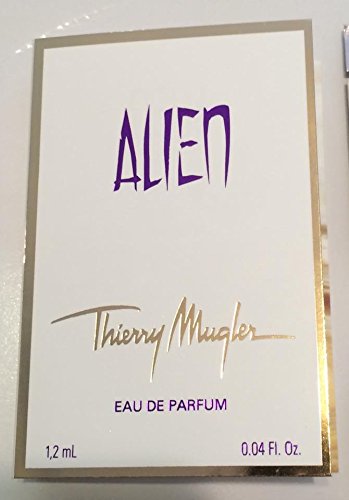 ALIEN
Thierry Mugler
EAU DE PARFUM
1,2 mL 0.04 Fl. Oz.